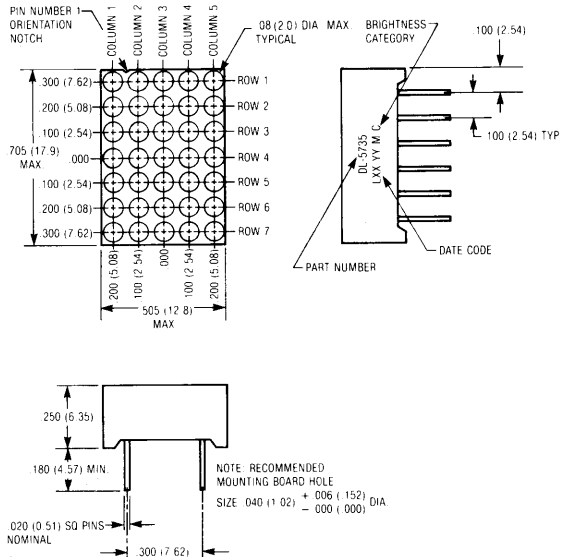 PIN NUMBER 1
ORIENTATION
NOTCH
COLUMN 1
COLUMN 2
COLUMN 3
COLUMN 4
COLUMN 5
.08 (2.0) DIA. MAX.
TYPICAL
BRIGHTNESS
CATEGORY
.100 (2.54)
.300 (7.62)
ROW 1
.200 (5.08)
ROW 2
.100 (2.54)
ROW 3
.705 (17.9)
MAX.
.000
ROW 4
.100 (2.54)
ROW 5
.200 (5.08)
ROW 6
.300 (7.62)
ROW 7
.200 (5.08)
.100 (2.54)
.000
.100 (2.54)
.200 (5.08)
.505 (12.8)
MAX
100 (2.54) TYP
DL-5735
LXX YY M C
DATE CODE
PART NUMBER
.250 (6.35)
.180 (4.57) MIN.
NOTE: RECOMMENDED
MOUNTING BOARD HOLE
SIZE .040 (1.02) + .006 (.152) DIA.
− .000 (.000)
.020 (0.51) SQ PINS
NOMINAL
.300 (7.62)